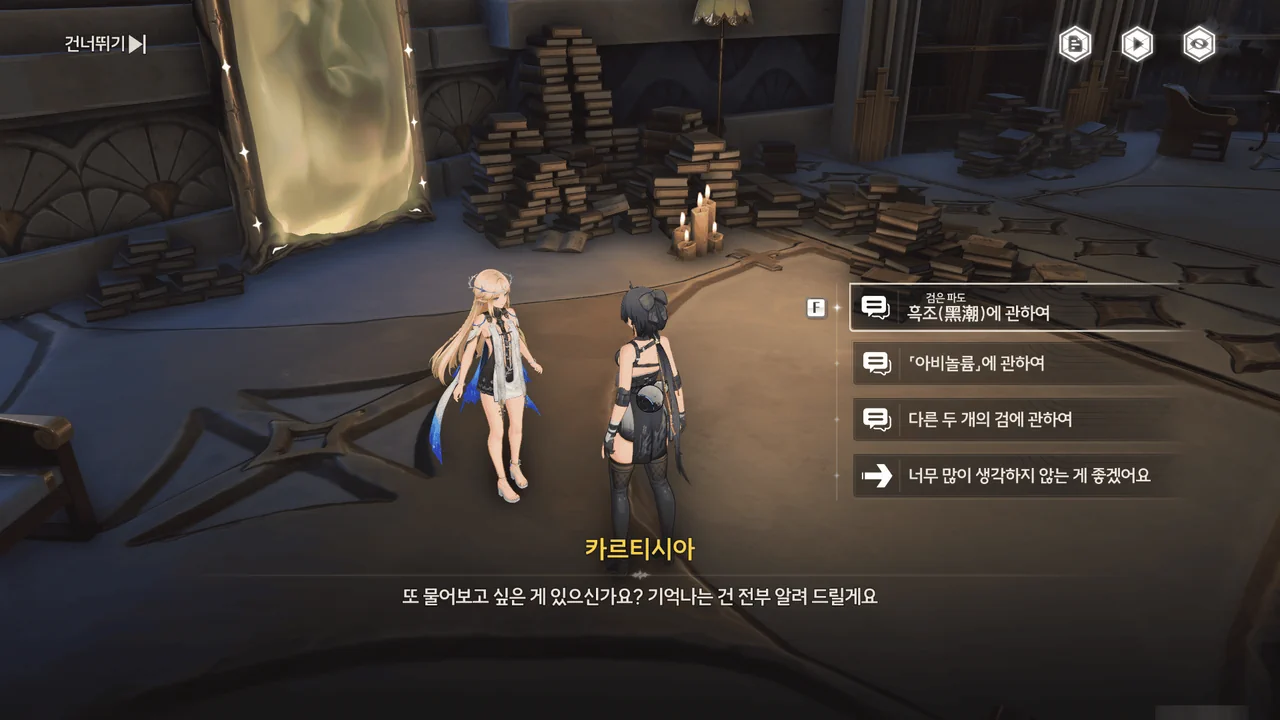 건너뛰기
F
검은 파도
흑조(黑潮)에 관하여
「아비놀륨」에 관하여
다른 두 개의 검에 관하여
너무 많이 생각하지 않는 게 좋겠어요
카르티시아
또 물어보고 싶은 게 있으신가요? 기억나는 건 전부 알려 드릴게요